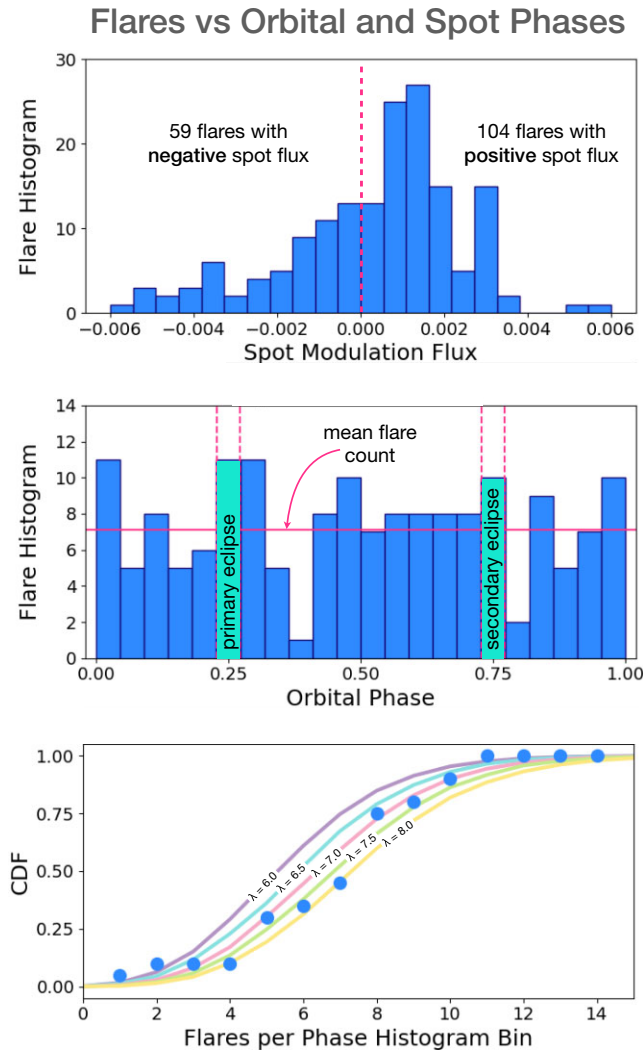 Flares vs Orbital and Spot Phases
30
20
10
0
Flare Histogram
59 flares with
negative spot flux
104 flares with
positive spot flux
−0.006
−0.004
−0.002
0.000
0.002
0.004
0.006
Spot Modulation Flux
14
12
10
8
6
4
2
0
Flare Histogram
mean flare
count
primary eclipse
secondary eclipse
0.00
0.25
0.50
0.75
1.00
Orbital Phase
1.00
0.75
0.50
0.25
0.00
CDF
λ = 6.0
λ = 6.5
λ = 7.0
λ = 7.5
λ = 8.0
0
2
4
6
8
10
12
14
Flares per Phase Histogram Bin